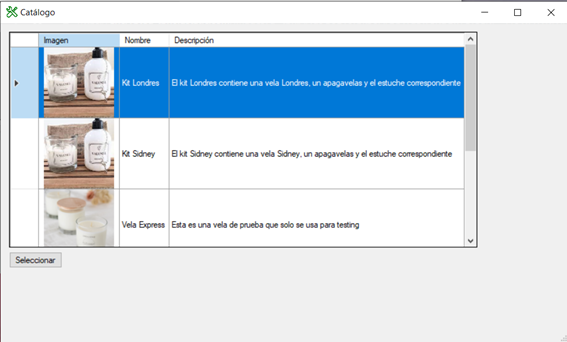 Catálogo
Imagen Nombre Descripción
Kit Londres El kit Londres contiene una vela Londres, un apagavelas y el estuche correspondiente
Kit Sidney El kit Sidney contiene una vela Sidney, un apagavelas y el estuche correspondiente
Vela Express Esta es una vela de prueba que solo se usa para testing
Seleccionar